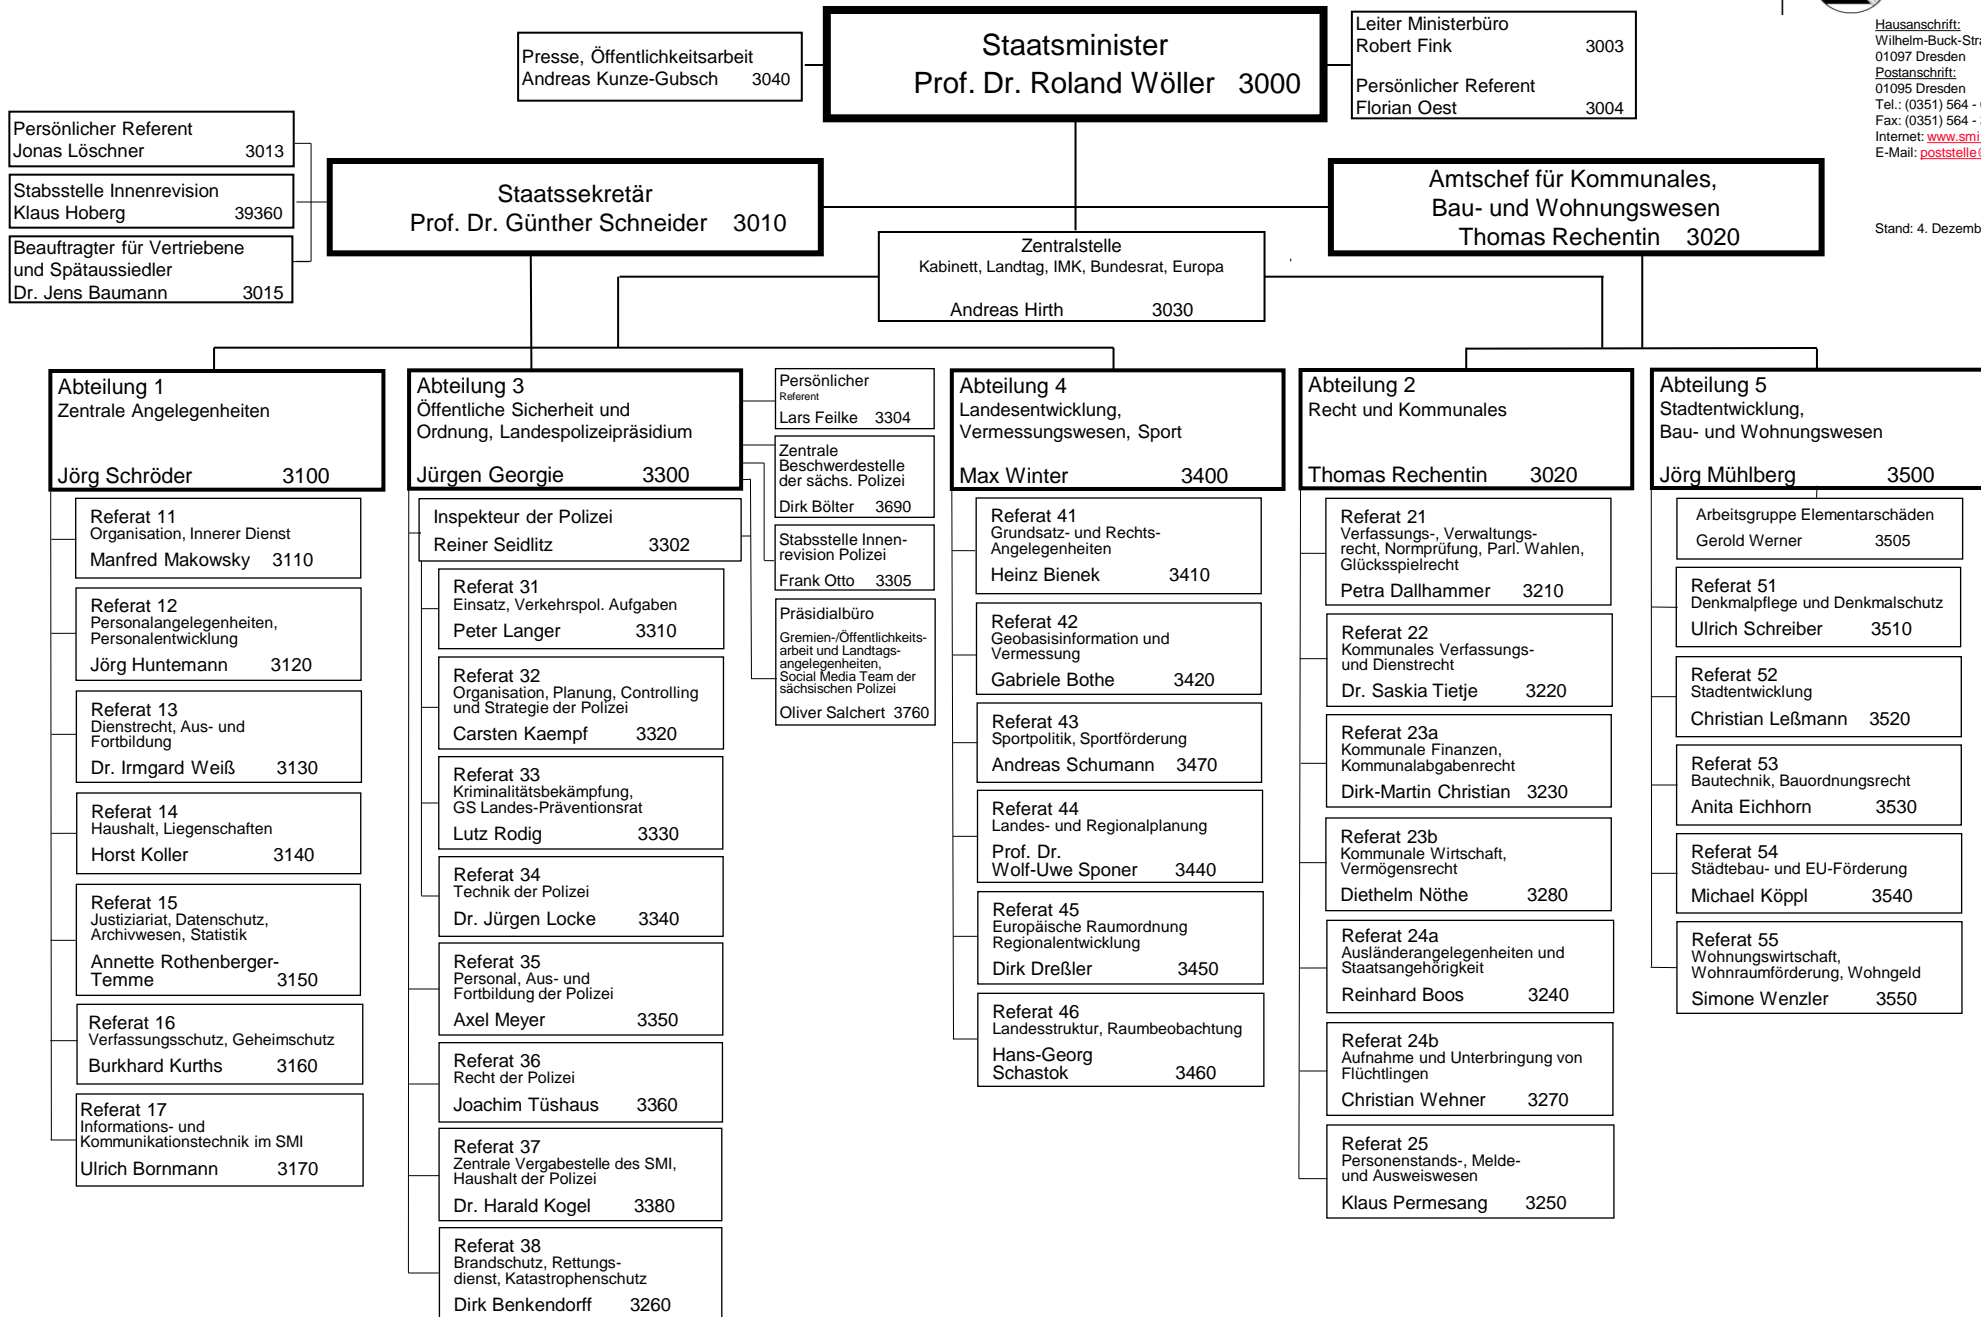 Presse, Öffentlichkeitsarbeit
Andreas Kunze-Gubsch 3040
Staatsminister
Prof. Dr. Roland Wöller 3000
Leiter Ministerbüro
Robert Fink 3003
Persönlicher Referent
Florian Oest 3004
Hausanschrift:
01097 Dresden
Postanschrift:
01095 Dresden
Tel.: (0351) 564 -
Fax: (0351) 564 -
Internet: www.smi
E-Mail: poststelle
Stand: 4.
Persönlicher Referent
Jonas Löschner 3013
Stabsstelle Innenrevision
Klaus Hoberg 39360
Beauftragter für Vertriebene
und Spätaussiedler
Dr. Jens Baumann 3015
Staatssekretär
Prof. Dr. Günther Schneider 3010
Amtschef für Kommunales,
Bau- und Wohnungswesen
Thomas Rechentin 3020
Zentralstelle
Kabinett, Landtag, IMK, Bundesrat, Europa
Andreas Hirth 3030
Abteilung 1
Zentrale Angelegenheiten
Jörg Schröder 3100
Referat 11
Organisation, Innerer Dienst
Manfred Makowsky 3110
Referat 12
Personalangelegenheiten,
Personalentwicklung
Jörg Huntemann 3120
Referat 13
Dienstrecht, Aus- und
Fortbildung
Dr. Irmgard Weiß 3130
Referat 14
Haushalt, Liegenschaften
Horst Koller 3140
Referat 15
Justiziariat, Datenschutz,
Archivwesen, Statistik
Annette Rothenberger-
Temme 3150
Referat 16
Verfassungsschutz, Geheimschutz
Burkhard Kurths 3160
Referat 17
Informations- und
Kommunikationstechnik im SMI
Ulrich Bornmann 3170
Abteilung 3
Öffentliche Sicherheit und
Ordnung, Landespolizeipräsidium
Jürgen Georgie 3300
Inspekteur der Polizei
Reiner Seidlitz 3302
Referat 31
Einsatz, Verkehrspol. Aufgaben
Peter Langer 3310
Referat 32
Organisation, Planung, Controlling
und Strategie der Polizei
Carsten Kaempf 3320
Referat 33
Kriminalitätsbekämpfung,
GS Landes-Präventionsrat
Lutz Rodig 3330
Referat 34
Technik der Polizei
Dr. Jürgen Locke 3340
Referat 35
Personal, Aus- und
Fortbildung der Polizei
Axel Meyer 3350
Referat 36
Recht der Polizei
Joachim Tüshaus 3360
Referat 37
Zentrale Vergabestelle des SMI,
Haushalt der Polizei
Dr. Harald Kogel 3380
Referat 38
Brandschutz, Rettungs-
dienst, Katastrophenschutz
Dirk Benkendorff 3260
Persönlicher
Referent
Lars Feilke 3304
Zentrale
Beschwerdestelle
der sächs. Polizei
Dirk Bölter 3690
Stabsstelle Innen-
revision Polizei
Frank Otto 3305
Präsidialbüro
Gremien-/Öffentlichkeits-
arbeit und Landtags-
angelegenheiten,
Social Media Team der
sächsischen Polizei
Oliver Salchert 3760
Abteilung 4
Landesentwicklung,
Vermessungswesen, Sport
Max Winter 3400
Referat 41
Grundsatz- und Rechts-
Angelegenheiten
Heinz Bienek 3410
Referat 42
Geobasisinformation und
Vermessung
Gabriele Bothe 3420
Referat 43
Sportpolitik, Sportförderung
Andreas Schumann 3470
Referat 44
Landes- und Regionalplanung
Prof. Dr.
Wolf-Uwe Sponer 3440
Referat 45
Europäische Raumordnung
Regionalentwicklung
Dirk Dreßler 3450
Referat 46
Landesstruktur, Raumbeobachtung
Hans-Georg
Schastok 3460
Abteilung 2
Recht und Kommunales
Thomas Rechentin 3020
Referat 21
Verfassungs-, Verwaltungs-
recht, Normprüfung, Parl. Wahlen,
Glücksspielrecht
Petra Dallhammer 3210
Referat 22
Kommunales Verfassungs-
und Dienstrecht
Dr. Saskia Tietje 3220
Referat 23a
Kommunale Finanzen,
Kommunalabgabenrecht
Dirk-Martin Christian 3230
Referat 23b
Kommunale Wirtschaft,
Vermögensrecht
Diethelm Nöthe 3280
Referat 24a
Ausländerangelegenheiten und
Staatsangehörigkeit
Reinhard Boos 3240
Referat 24b
Aufnahme und Unterbringung von
Flüchtlingen
Christian Wehner 3270
Referat 25
Personenstands-, Melde-
und Ausweiswesen
Klaus Permesang 3250
Abteilung 5
Stadtentwicklung,
Bau- und Wohnungswesen
Jörg Mühlberg 3500
Arbeitsgruppe Elementarschäden
Gerold Werner 3505
Referat 51
Denkmalpflege und Denkmalschutz
Ulrich Schreiber 3510
Referat 52
Stadtentwicklung
Christian Leßmann 3520
Referat 53
Bautechnik, Bauordnungsrecht
Anita Eichhorn 3530
Referat 54
Städtebau- und EU-Förderung
Michael Köppl 3540
Referat 55
Wohnungswirtschaft,
Wohnraumförderung, Wohngeld
Simone Wenzler 3550